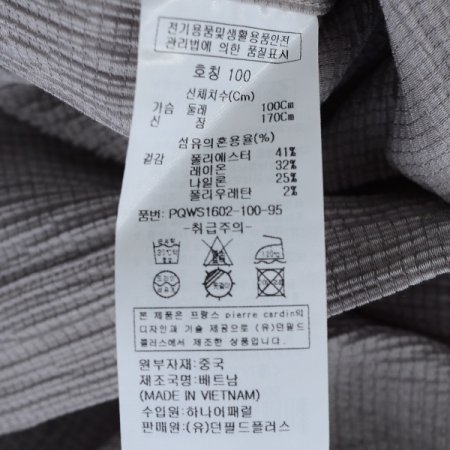 전기용품및생활용품안전
관리법에 의한 품질표시
호칭 100
신체치수(Cm)
가슴 둘레 100Cm
신 장 170Cm
섬유의혼용율(%)
겉감 폴리에스터 41%
레이온 32%
나일론 25%
폴리우레탄 2%
품번: PQWS1602-100-95
-취급주의-
본 제품은 프랑스 pierre cardin의
디자인과 기술 제공으로 (유)던필드
플러스에서 제조한 상품입니다.
원부자재:중국
제조국명:베트남
(MADE IN VIETNAM)
수입원:하나어패럴
판매원:(유)던필드플러스